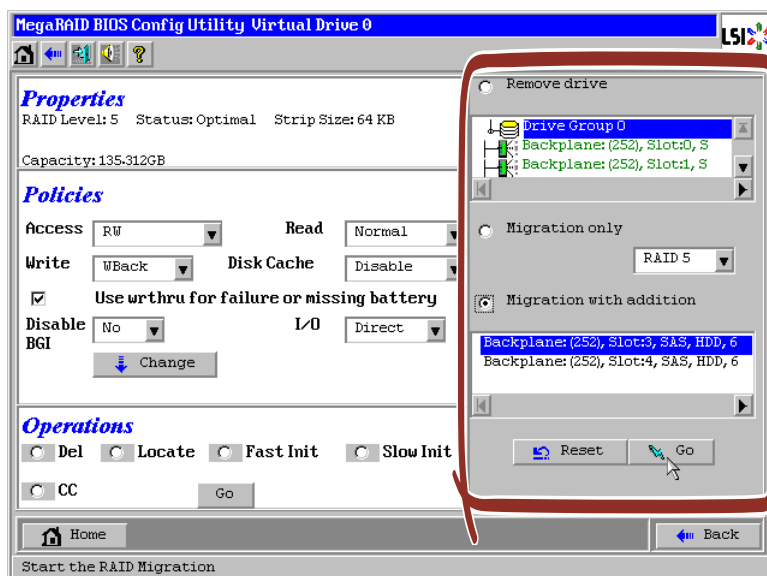 MegaRAID BIOS Config Utility Virtual Drive 0
LSI
Properties
RAID Level: 5 Status: Optimal Strip Size: 64 KB
Capacity: 135.312GB
Policies
Access RW Read Normal
Write WBack Disk Cache Disable
Use wrthru for failure or missing battery
Disable BGI No I/O Direct
Change
Operations
Del Locate Fast Init Slow Init
CC Go
Remove drive
Drive Group 0
Backplane: (252), Slot:0, S
Backplane: (252), Slot:1, S
Migration only
RAID 5
Migration with addition
Backplane: (252), Slot:3, SAS, HDD, 6
Backplane: (252), Slot:4, SAS, HDD, 6
Reset Go
Home Back
Start the RAID Migration